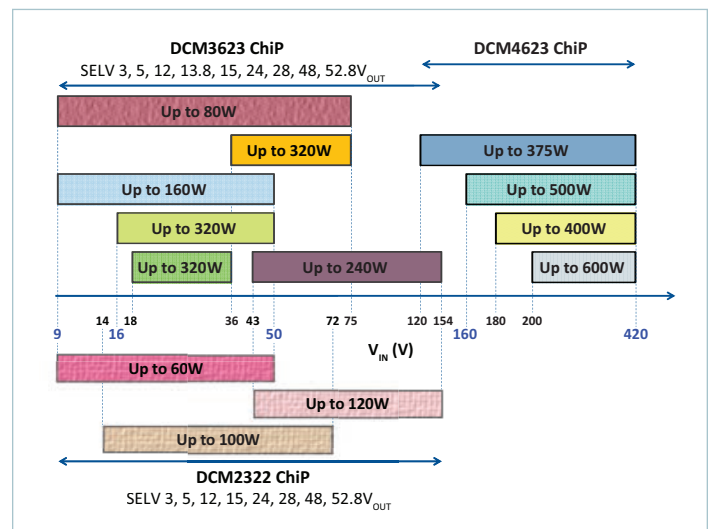 DCM3623 ChiP
SELV 3, 5, 12, 13.8, 15, 24, 28, 48, 52.8V_OUT
DCM4623 ChiP
Up to 80W
Up to 320W
Up to 375W
Up to 160W
Up to 500W
Up to 320W
Up to 400W
Up to 320W
Up to 240W
Up to 600W
14 18 36 43 72 75 120 154 180 200
9 16 50 160 420
V_IN (V)
Up to 60W
Up to 120W
Up to 100W
DCM2322 ChiP
SELV 3, 5, 12, 15, 24, 28, 48, 52.8V_OUT